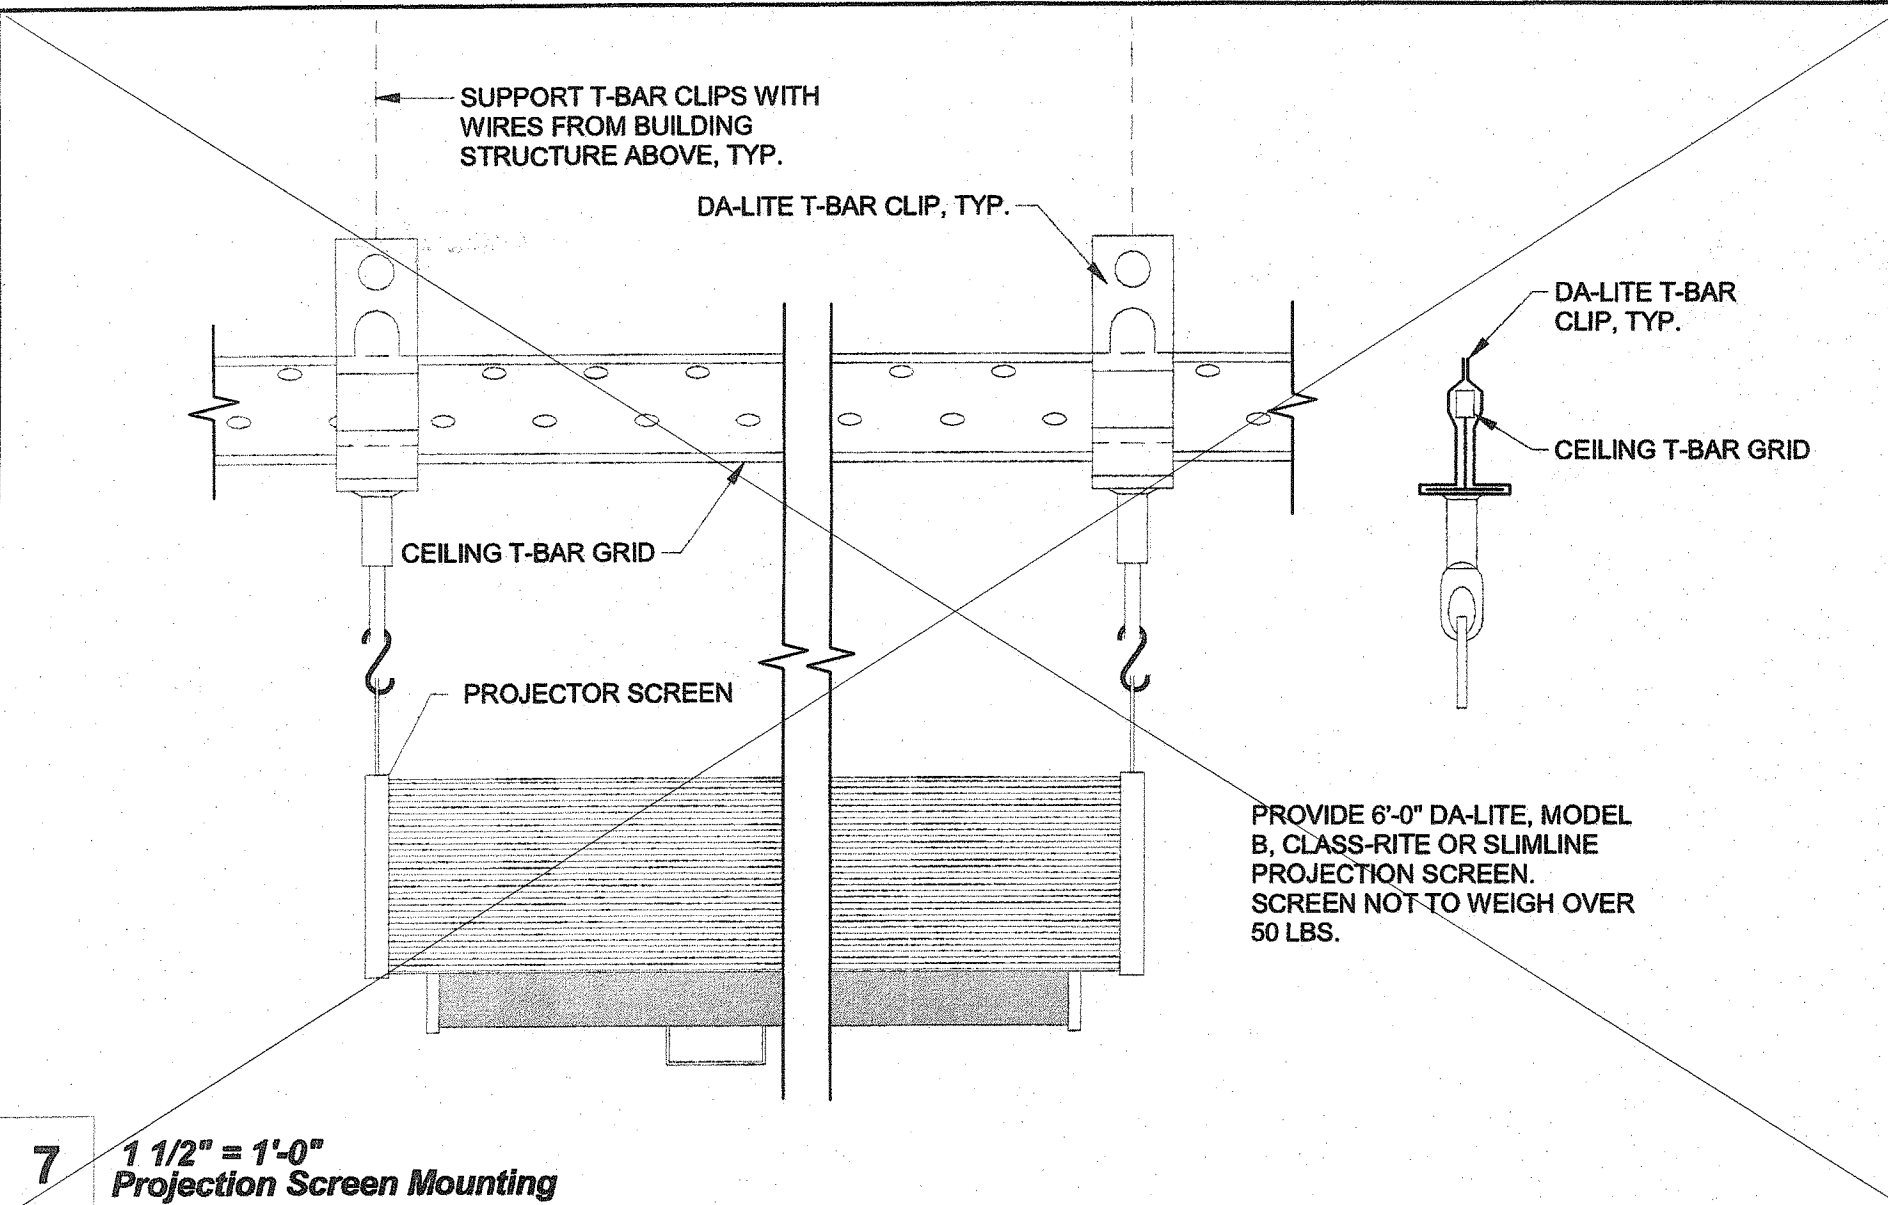 SUPPORT T-BAR CLIPS WITH
WIRES FROM BUILDING
STRUCTURE ABOVE, TYP.
DA-LITE T-BAR CLIP, TYP.
DA-LITE T-BAR
CLIP, TYP.
CEILING T-BAR GRID
CEILING T-BAR GRID
PROJECTOR SCREEN
PROVIDE 6'-0" DA-LITE, MODEL
B, CLASS-RITE OR SLIMLINE
PROJECTION SCREEN.
SCREEN NOT TO WEIGH OVER
50 LBS.
7
1 1/2" = 1'-0"
Projection Screen Mounting